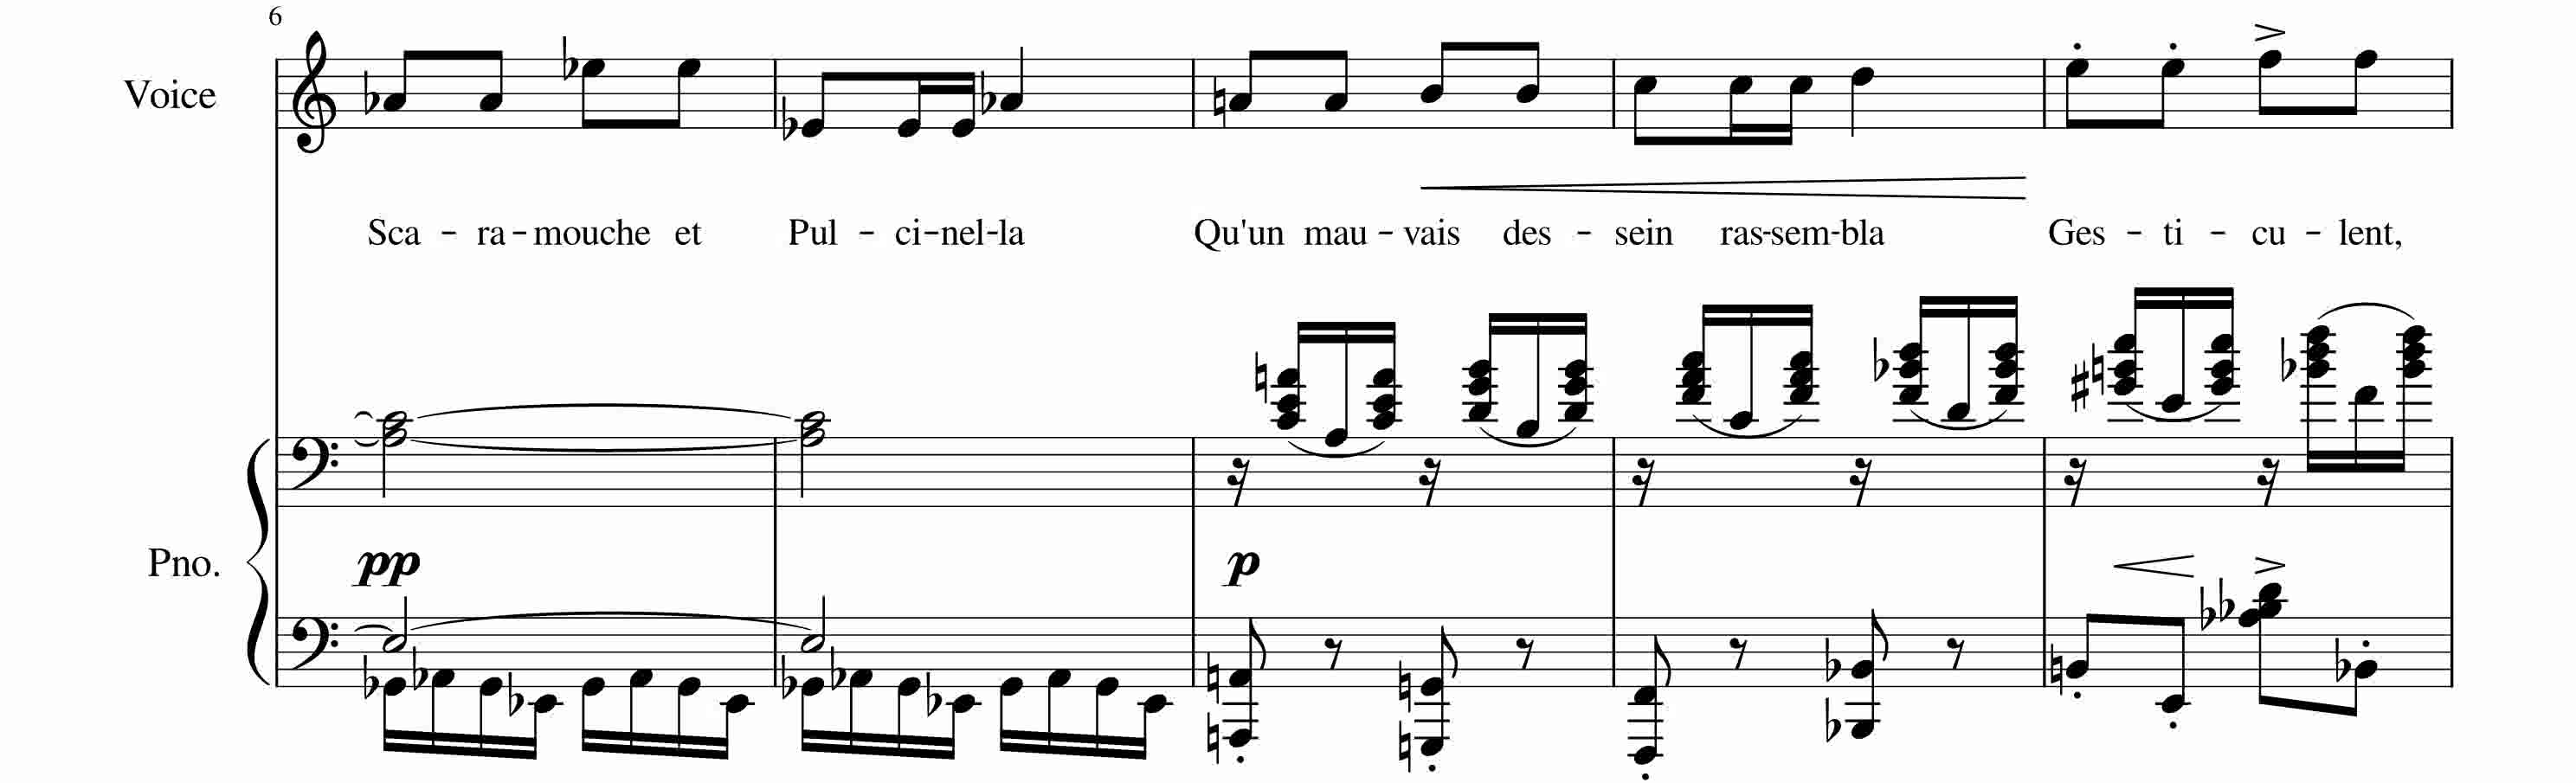 6
Voice
Sca - ra - mouche et Pul - ci - nel - la Qu'un mau - vais des - sein ras - sem - bla Ges - ti - cu - lent,
pp p
Pno.